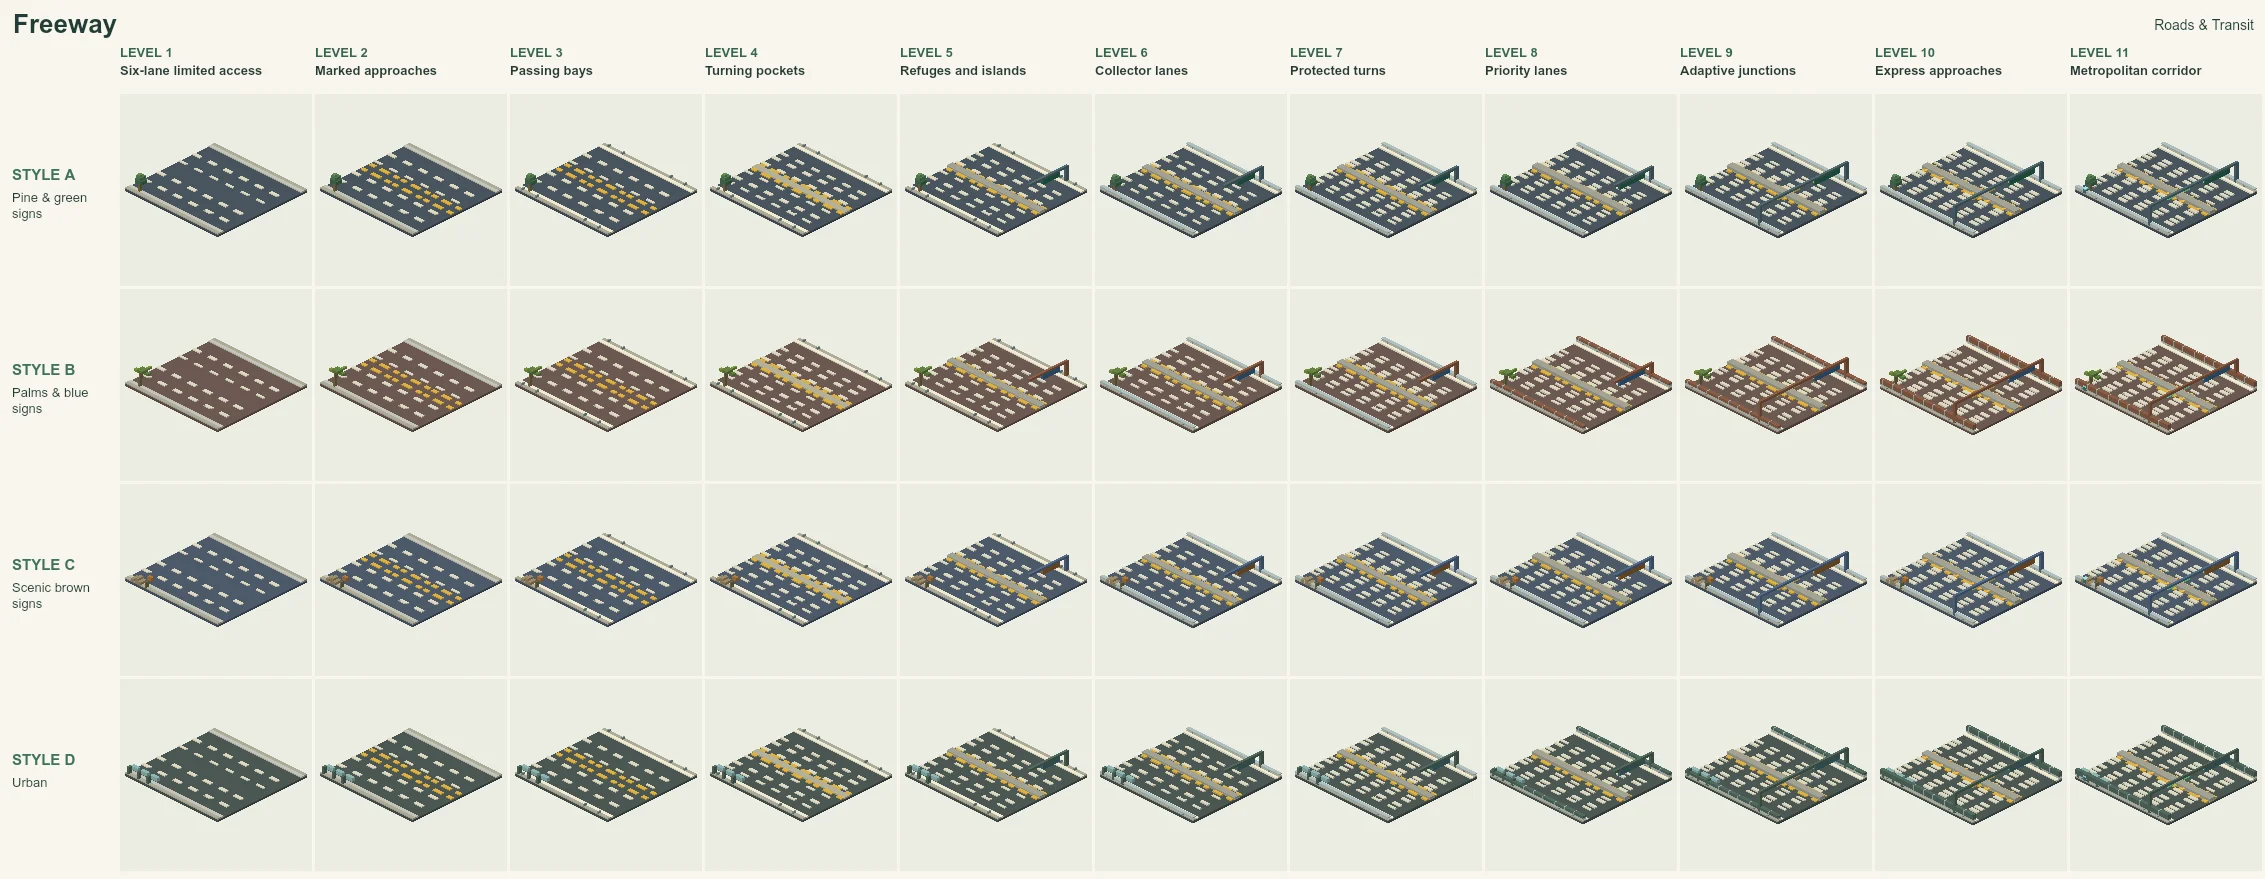 Freeway
Roads & Transit
LEVEL 1
Six-lane limited access
LEVEL 2
Marked approaches
LEVEL 3
Passing bays
LEVEL 4
Turning pockets
LEVEL 5
Refuges and islands
LEVEL 6
Collector lanes
LEVEL 7
Protected turns
LEVEL 8
Priority lanes
LEVEL 9
Adaptive junctions
LEVEL 10
Express approaches
LEVEL 11
Metropolitan corridor
STYLE A
Pine & green
signs
STYLE B
Palms & blue
signs
STYLE C
Scenic brown
signs
STYLE D
Urban